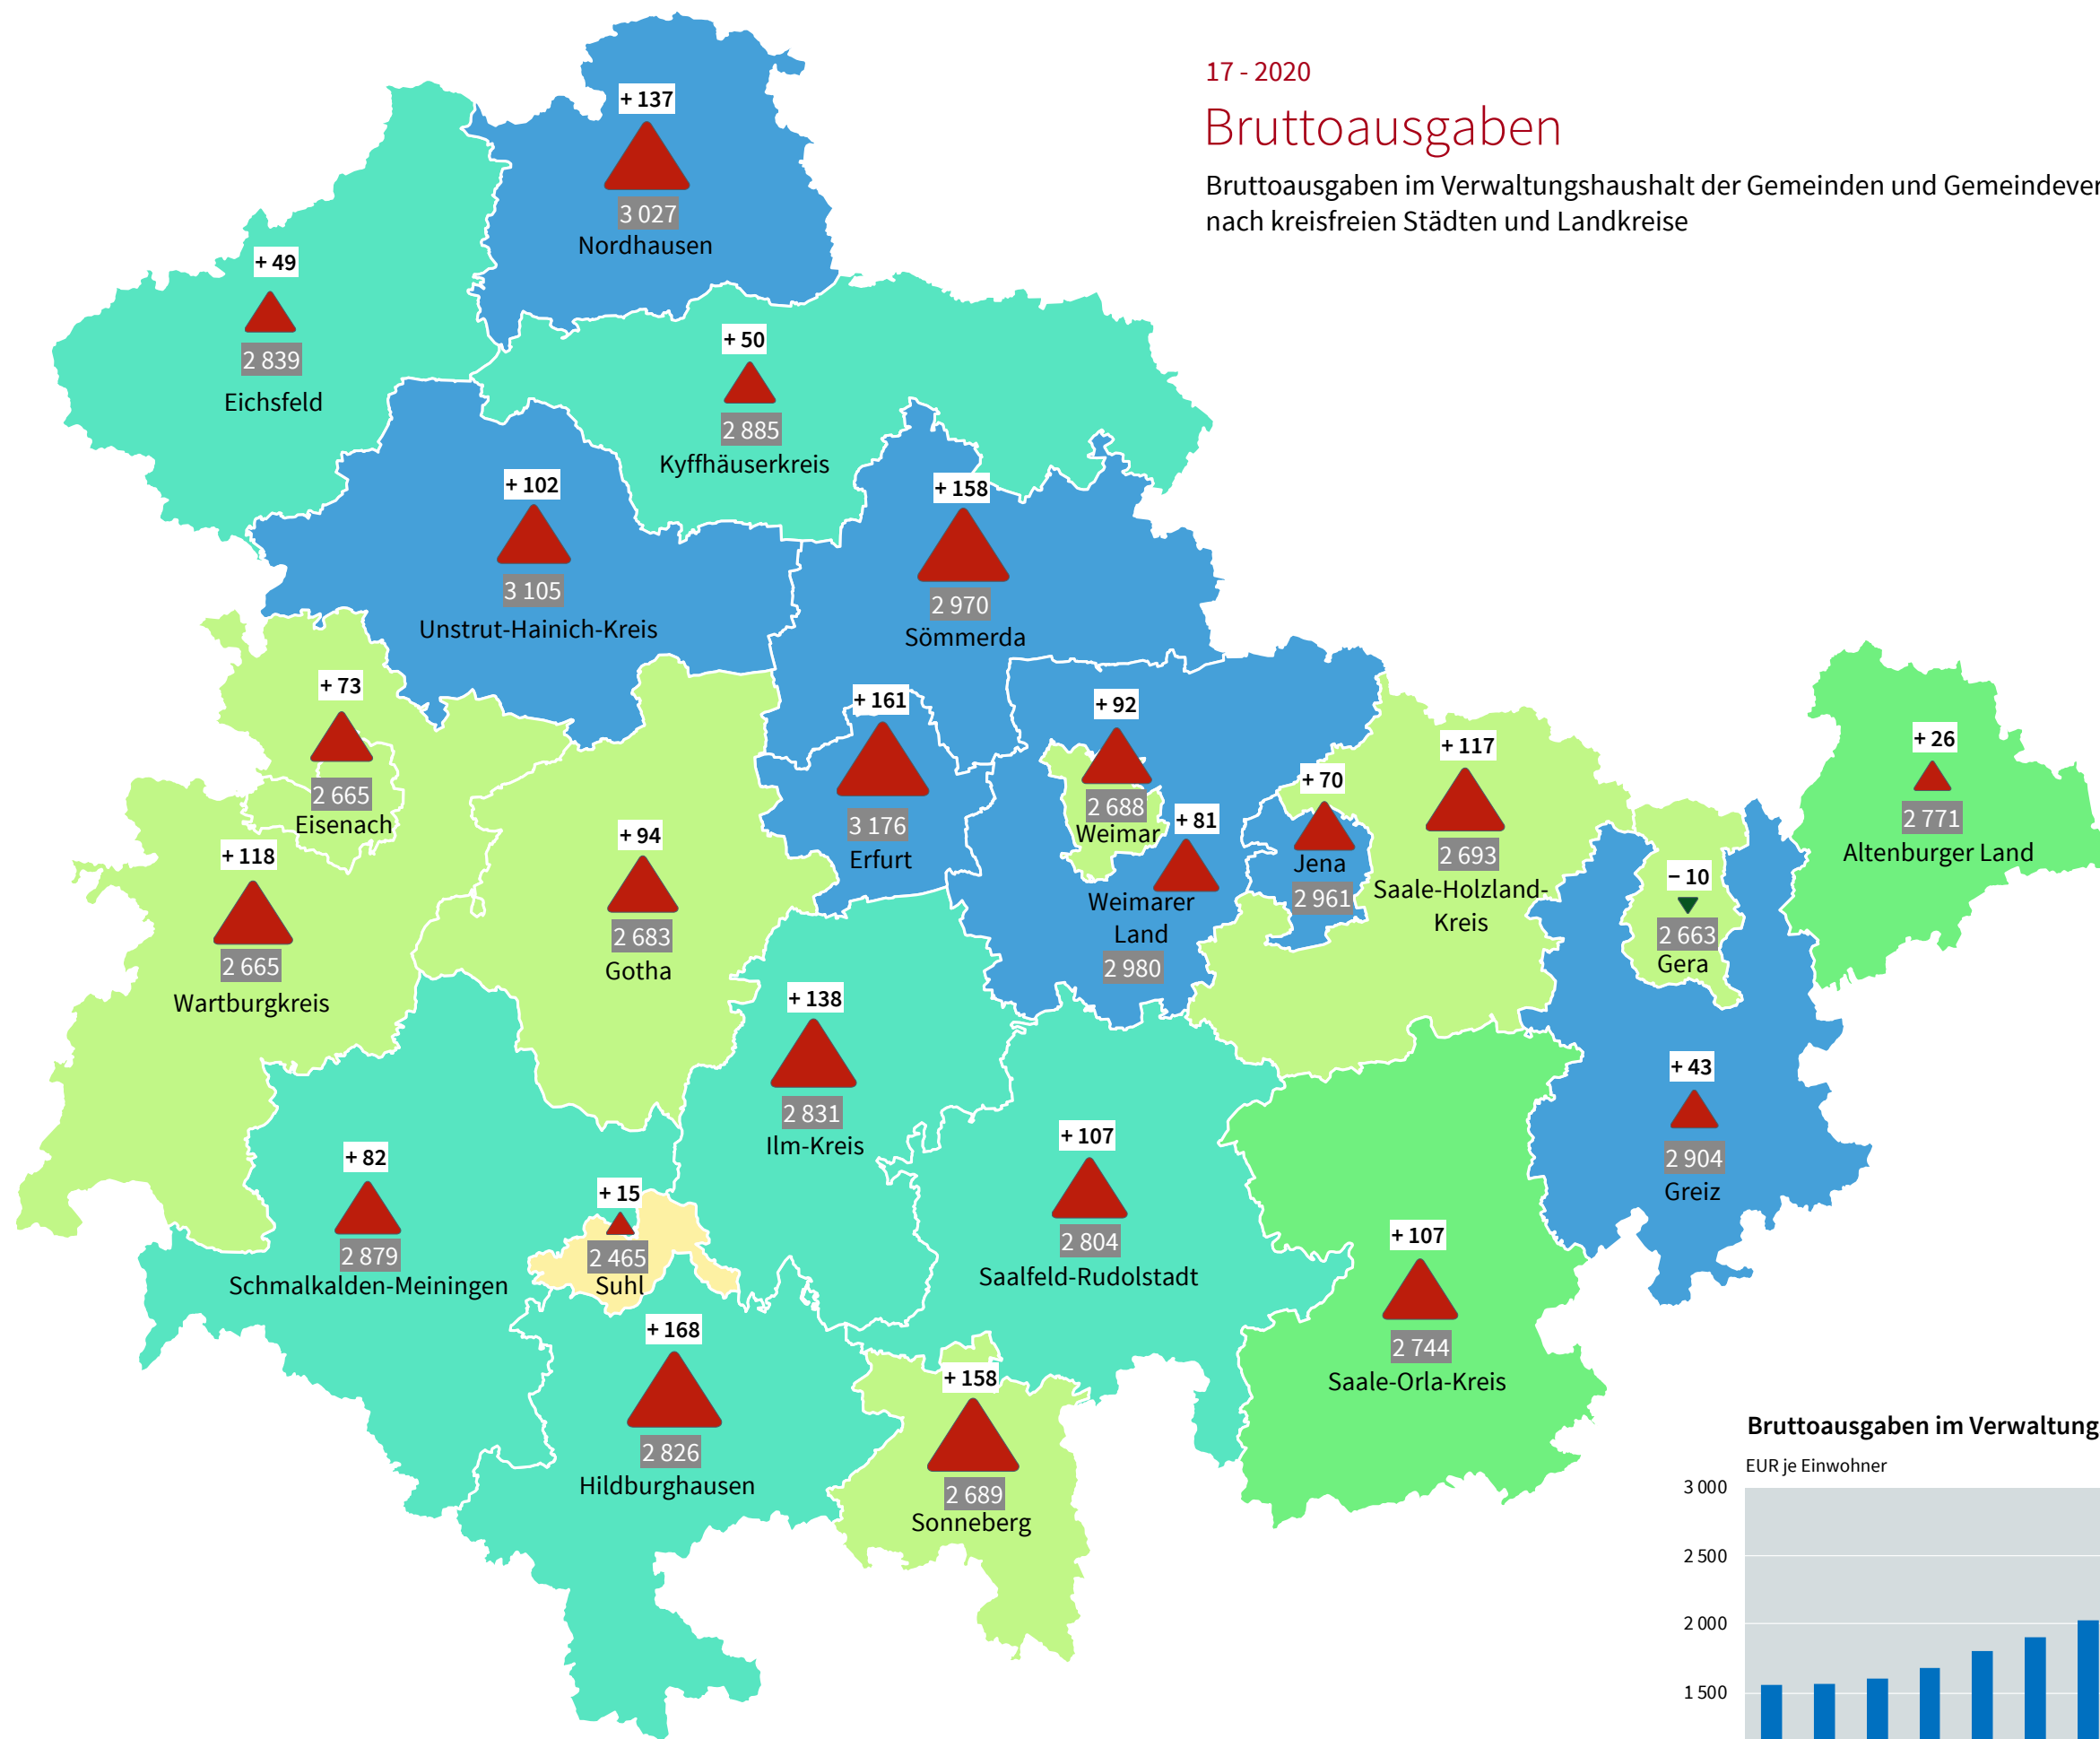 17 - 2020
Bruttoausgaben
Bruttoausgaben im Verwaltungshaushalt der Gemeinden und Gemeindever
nach kreisfreien Städten und Landkreise
+ 137
3 027
Nordhausen
+ 49
2 839
Eichsfeld
+ 50
2 885
Kyffhäuserkreis
+ 102
3 105
Unstrut-Hainich-Kreis
+ 158
2 970
Sömmerda
+ 73
2 665
Eisenach
+ 118
2 665
Wartburgkreis
+ 94
2 683
Gotha
+ 161
3 176
Erfurt
+ 92
2 688
Weimar
+ 81
Weimarer
Land
2 980
+ 70
Jena
2 961
+ 117
2 693
Saale-Holzland-
Kreis
− 10
2 663
Gera
+ 26
2 771
Altenburger Land
+ 43
2 904
Greiz
+ 138
2 831
Ilm-Kreis
+ 82
2 879
Schmalkalden-Meiningen
+ 15
2 465
Suhl
+ 107
2 804
Saalfeld-Rudolstadt
+ 107
2 744
Saale-Orla-Kreis
+ 168
2 826
Hildburghausen
+ 158
2 689
Sonneberg
Bruttoausgaben im Verwaltung
EUR je Einwohner
3 000
2 500
2 000
1 500